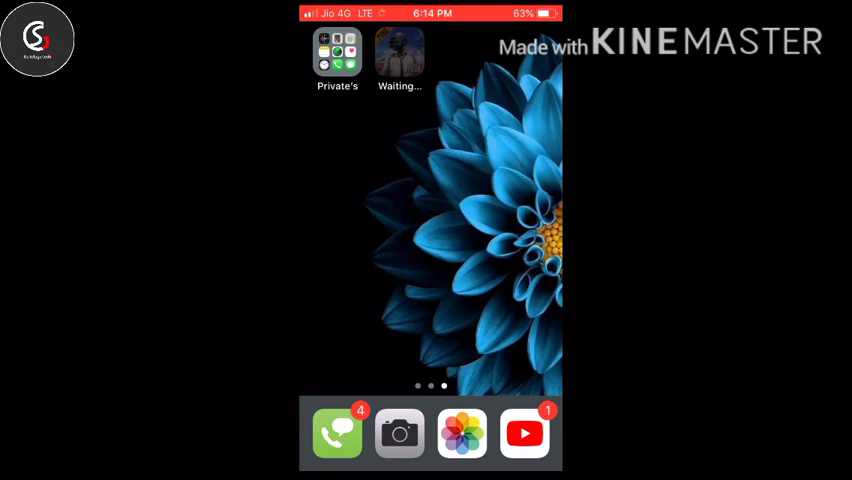 Jio 4G LTE 6:14 PM 63%
Made with KINEMASTER
Private's Waiting...
4 1